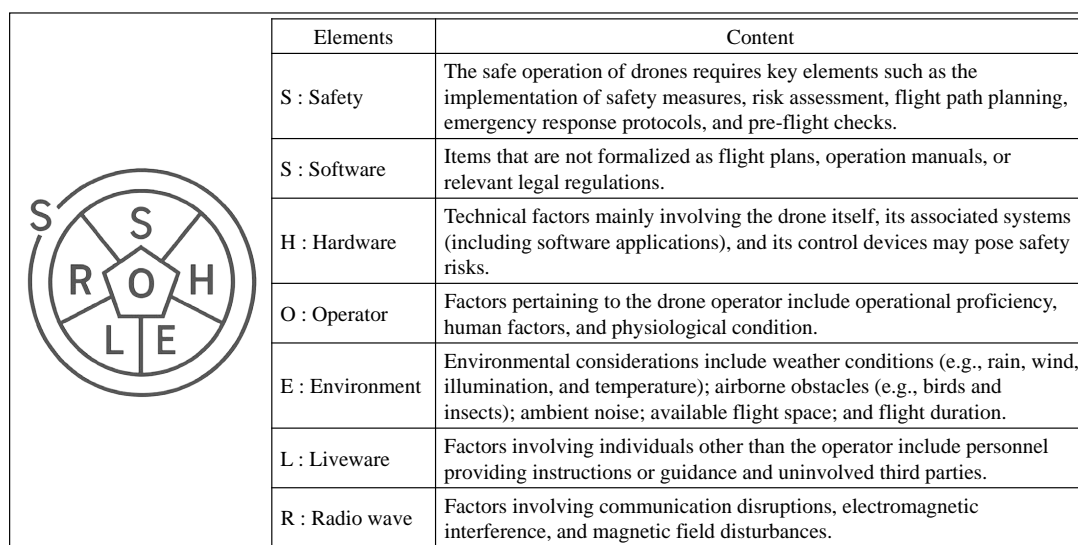 Elements Content
S : Safety
The safe operation of drones requires key elements such as the
implementation of safety measures, risk assessment, flight path planning,
emergency response protocols, and pre-flight checks.
S : Software
Items that are not formalized as flight plans, operation manuals, or
relevant legal regulations.
H : Hardware
Technical factors mainly involving the drone itself, its associated systems
(including software applications), and its control devices may pose safety
risks.
O : Operator
Factors pertaining to the drone operator include operational proficiency,
human factors, and physiological condition.
E : Environment
Environmental considerations include weather conditions (e.g., rain, wind,
illumination, and temperature); airborne obstacles (e.g., birds and
insects); ambient noise; available flight space; and flight duration.
L : Liveware
Factors involving individuals other than the operator include personnel
providing instructions or guidance and uninvolved third parties.
R : Radio wave
Factors involving communication disruptions, electromagnetic
interference, and magnetic field disturbances.
S
S
R O H
L E